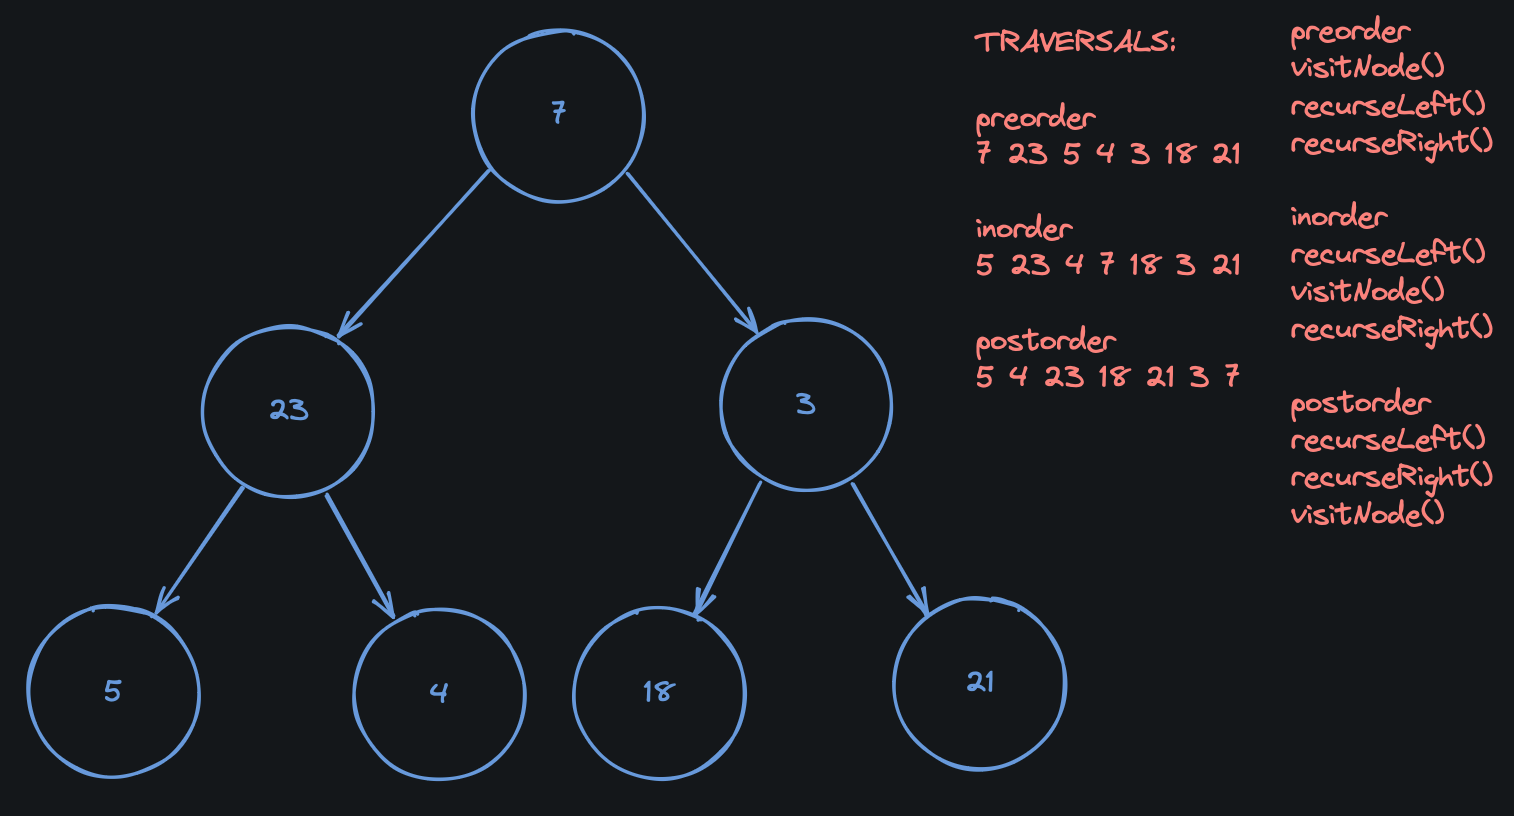 7
23
3
5
4
18
21
TRAVERSALS:
preorder
7 23 5 4 3 18 21
inorder
5 23 4 7 18 3 21
postorder
5 4 23 18 21 3 7
preorder
visitNode()
recurseLeft()
recurseRight()
inorder
recurseLeft()
visitNode()
recurseRight()
postorder
recurseLeft()
recurseRight()
visitNode()